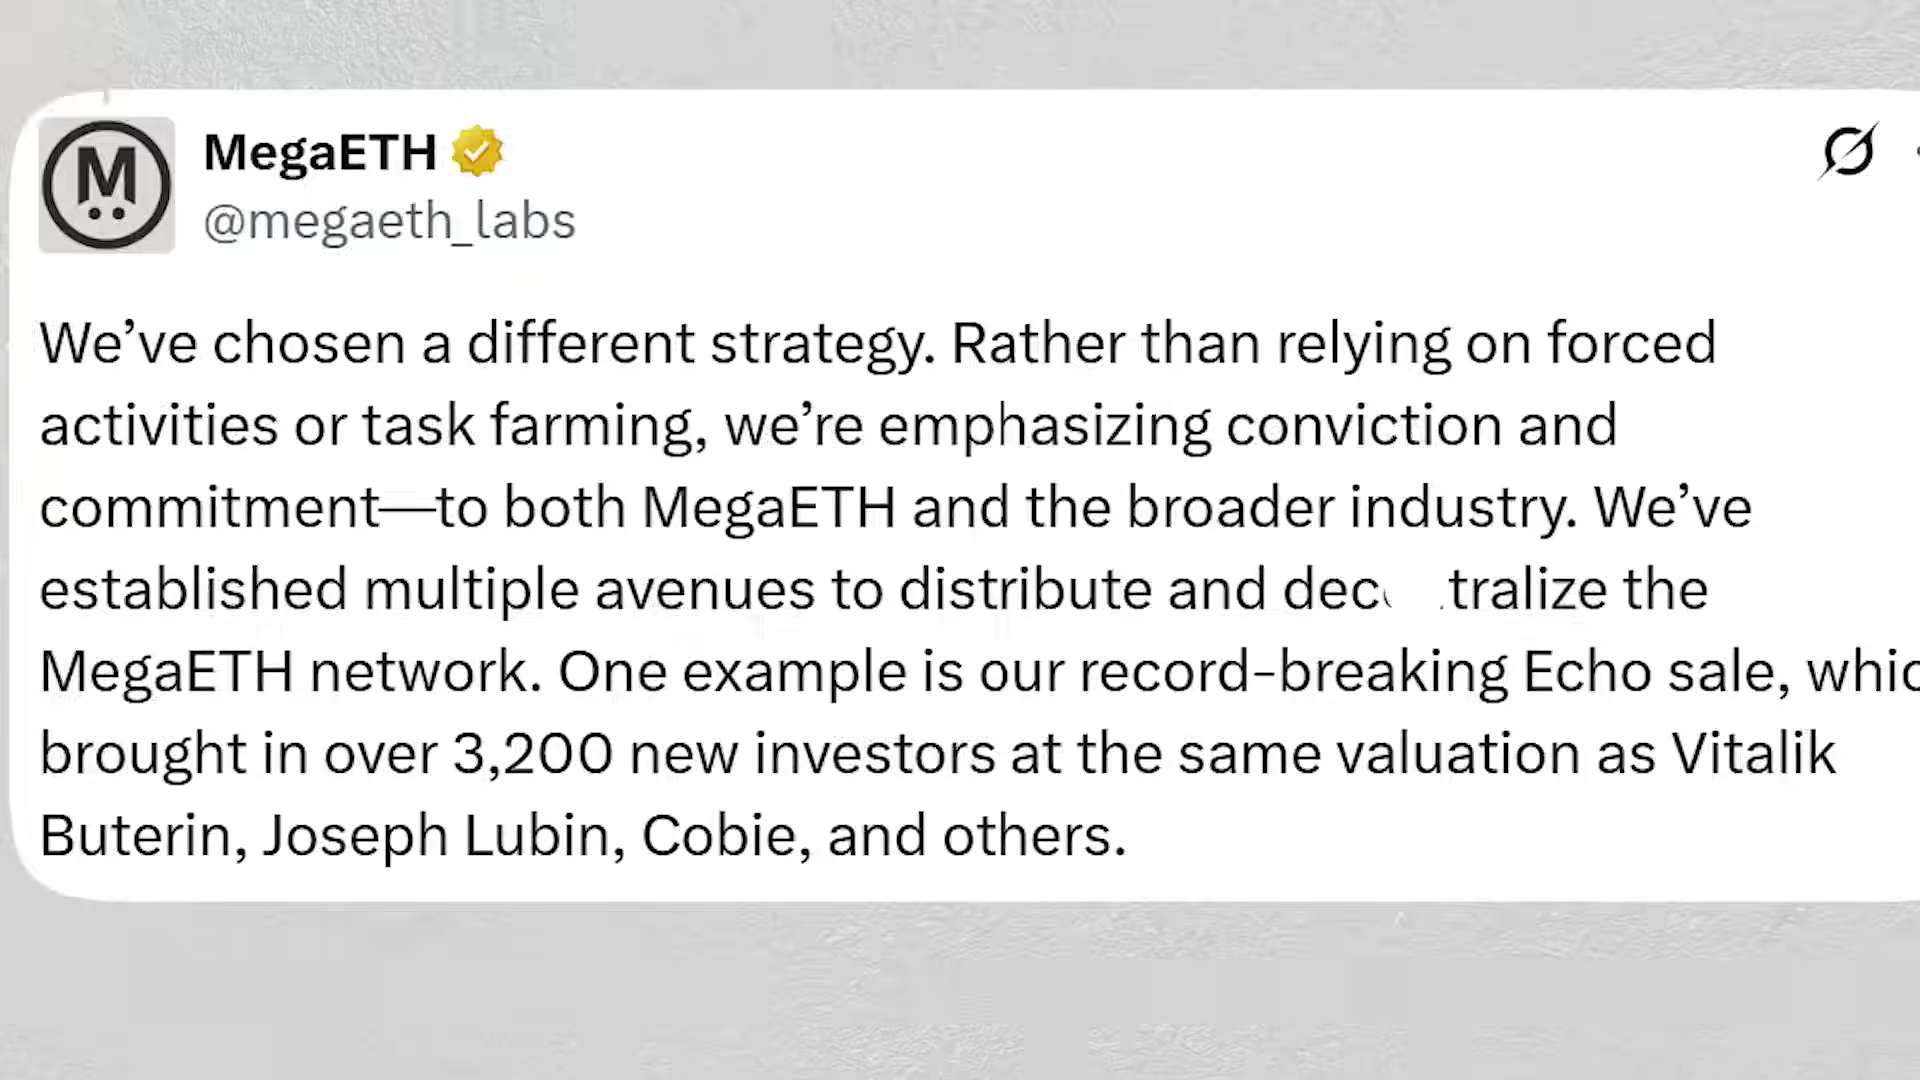 MegaETH
@megaeth_labs
We’ve chosen a different strategy. Rather than relying on forced
activities or task farming, we’re emphasizing conviction and
commitment—to both MegaETH and the broader industry. We’ve
established multiple avenues to distribute and the
MegaETH network. One example is our record-breaking Echo sale,
brought in over 3,200 new investors at the same valuation as Vitalik
Buterin, Joseph Lubin, Cobie, and others.